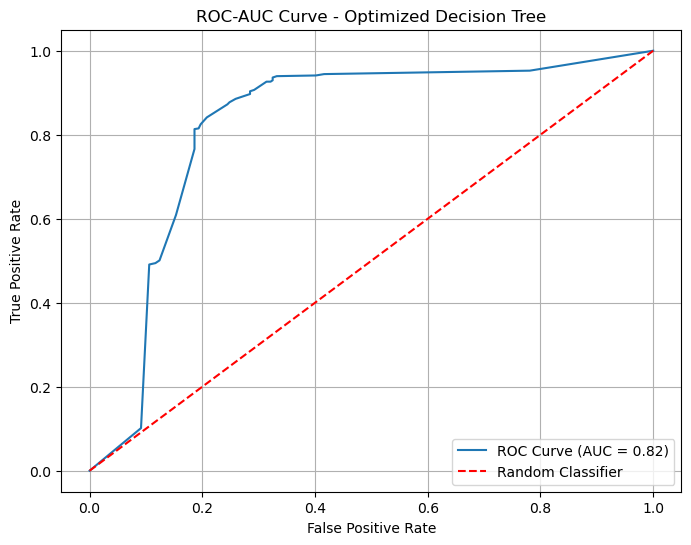 ROC-AUC Curve - Optimized Decision Tree
True Positive Rate
1.0
0.8
0.6
0.4
0.2
0.0
ROC Curve (AUC = 0.82)
Random Classifier
0.0 0.2 0.4 0.6 0.8 1.0
False Positive Rate